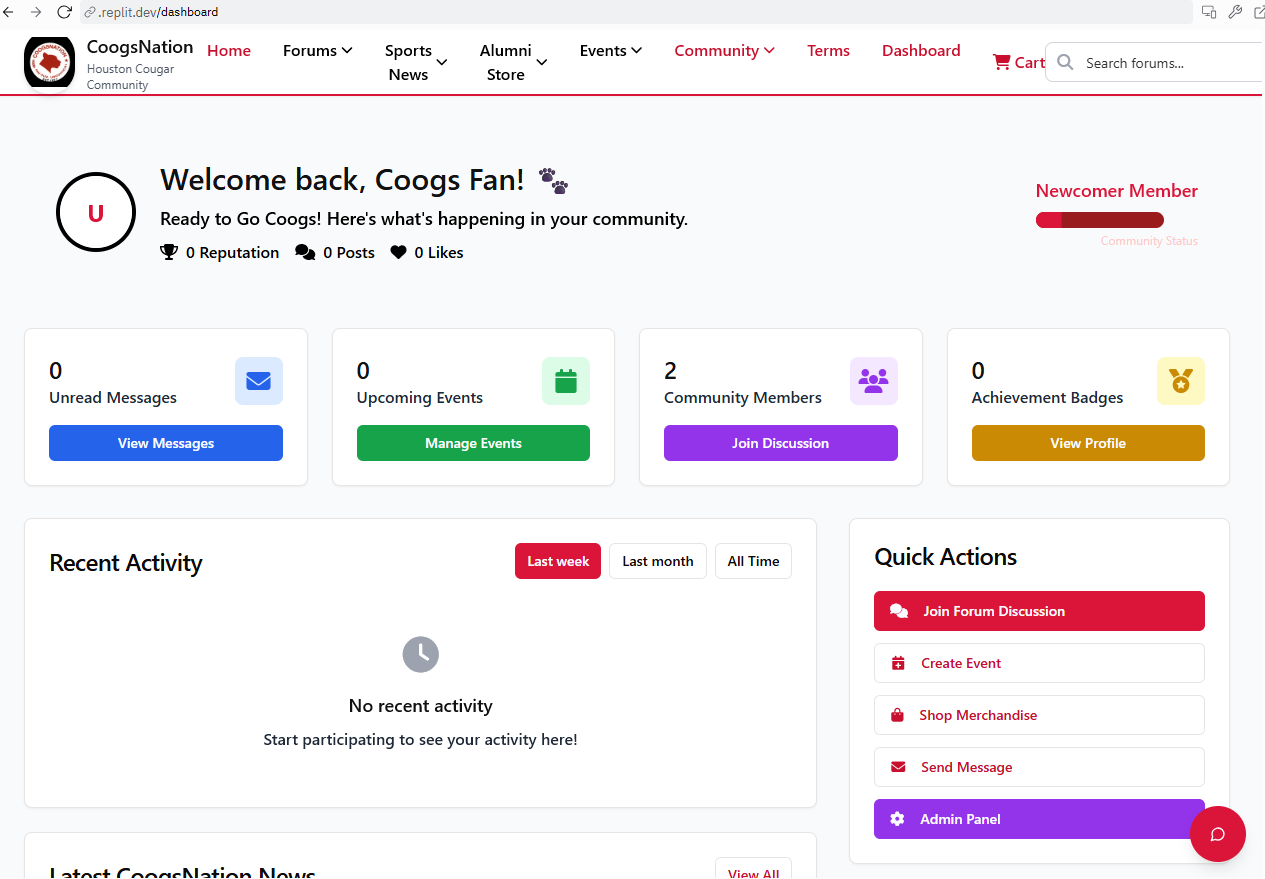 .replit.dev/dashboard
CoogsNation
Houston Cougar
Community
Home
Forums
Sports
News
Alumni
Store
Events
Community
Terms
Dashboard
Cart
Search forums...
U
Welcome back, Coogs Fan!
Ready to Go Coogs! Here's what's happening in your community.
0 Reputation 0 Posts 0 Likes
Newcomer Member
Community Status
0
Unread Messages
View Messages
0
Upcoming Events
Manage Events
2
Community Members
Join Discussion
0
Achievement Badges
View Profile
Recent Activity
Last week
Last month
All Time
No recent activity
Start participating to see your activity here!
Quick Actions
Join Forum Discussion
Create Event
Shop Merchandise
Send Message
Admin Panel
Latest CoogsNation News
View All